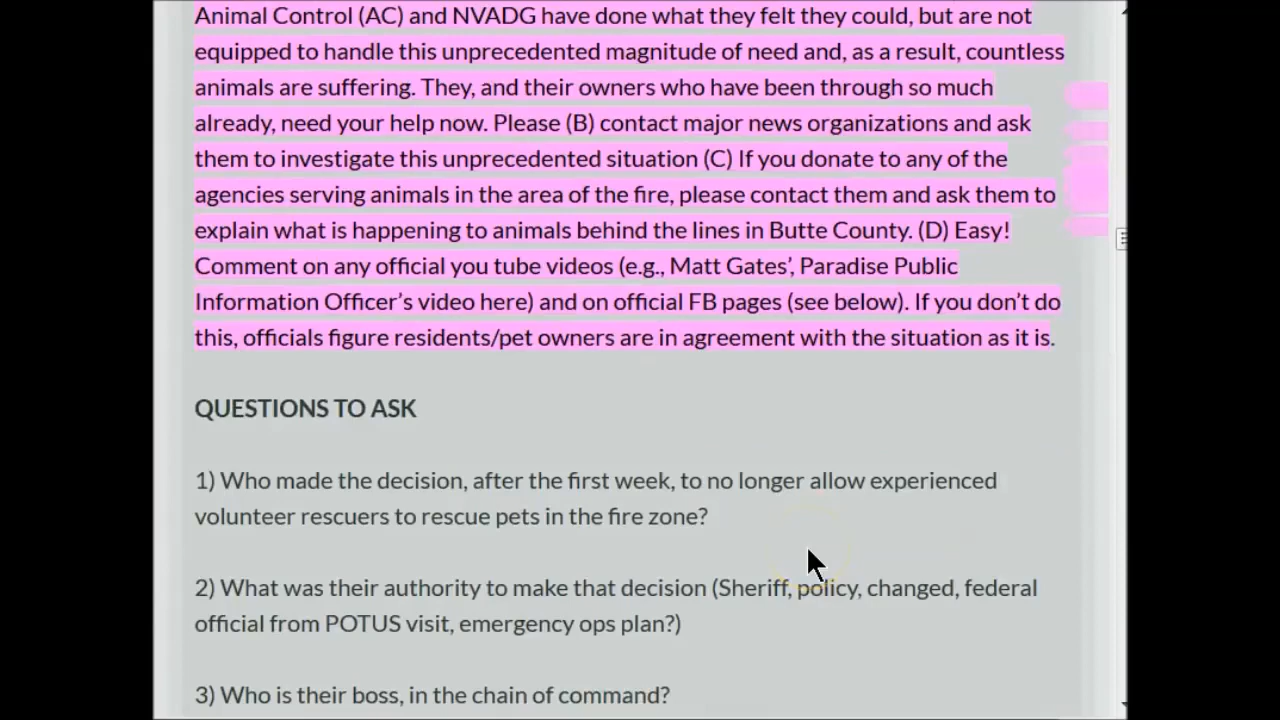 Animal Control (AC) and NVADG have done what they felt they could, but are not
equipped to handle this unprecedented magnitude of need and, as a result, countless
animals are suffering. They, and their owners who have been through so much
already, need your help now. Please (B) contact major news organizations and ask
them to investigate this unprecedented situation (C) If you donate to any of the
agencies serving animals in the area of the fire, please contact them and ask them to
explain what is happening to animals behind the lines in Butte County. (D) Easy!
Comment on any official you tube videos (e.g., Matt Gates’, Paradise Public
Information Officer’s video here) and on official FB pages (see below). If you don’t do
this, officials figure residents/pet owners are in agreement with the situation as it is.
QUESTIONS TO ASK
1) Who made the decision, after the first week, to no longer allow experienced
volunteer rescuers to rescue pets in the fire zone?
2) What was their authority to make that decision (Sheriff, policy, changed, federal
official from POTUS visit, emergency ops plan?)
3) Who is their boss, in the chain of command?